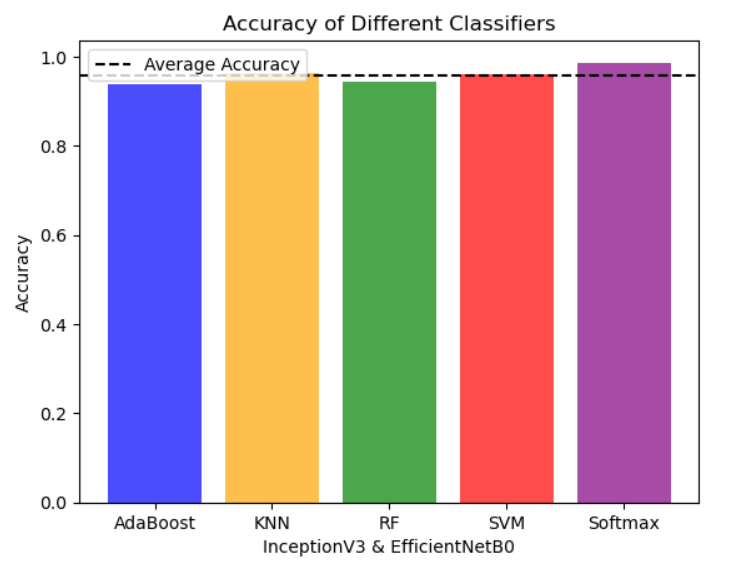 Accuracy of Different Classifiers
Average Accuracy
Accuracy
1.0
0.8
0.6
0.4
0.2
0.0
AdaBoost KNN RF SVM Softmax
InceptionV3 & EfficientNetB0